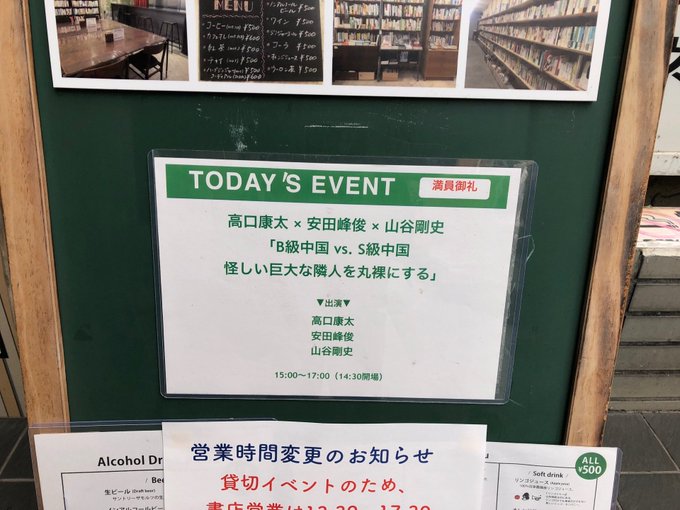 MENU
TODAY'S EVENT
満員御礼
高口康太 × 安田峰俊 × 山谷剛史
「B級中国 vs. S級中国
怪しい巨大な隣人を丸裸にする」
▼出演▼
高口康太
安田峰俊
山谷剛史
15:00～17:00（14:30開場）
営業時間変更のお知らせ
貸切イベントのため、
Alcohol Dr
生ビール (Draft beer)
/ Soft drink /
リンゴジュース
ALL
¥500